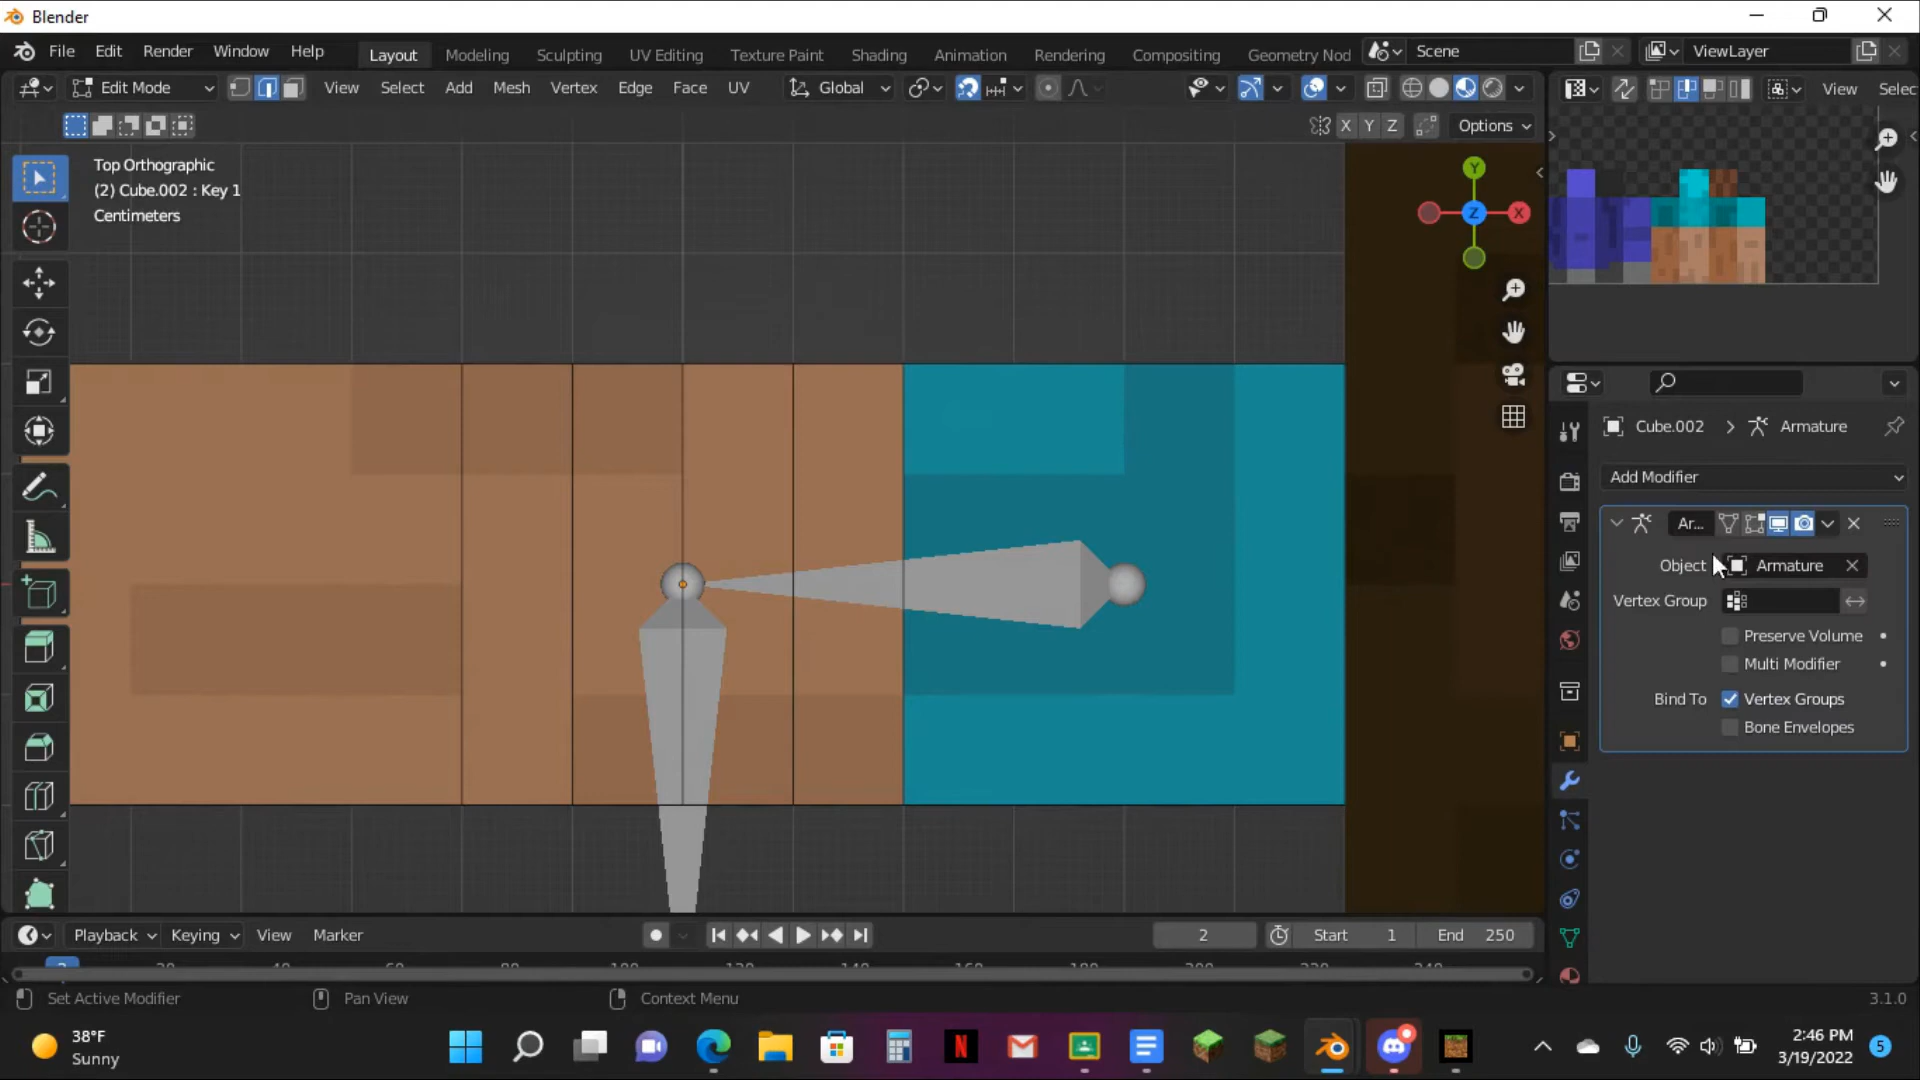 Blender
File Edit Render Window Help Layout Modeling Sculpting UV Editing Texture Paint Shading Animation Rendering Compositing Geometry Nod Scene ViewLayer
Edit Mode View Select Add Mesh Vertex Edge Face UV Global View Selec
X Y Z Options
Top Orthographic
(2) Cube.002 : Key 1
Centimeters
Y
Z X
Cube.002 > Armature
Add Modifier
Ar...
Object Armature
Vertex Group
Preserve Volume
Multi Modifier
Bind To Vertex Groups
Bone Envelopes
Playback Keying View Marker 2 Start 1 End 250
Set Active Modifier Pan View Context Menu 3.1.0
38°F
Sunny
2:46 PM
3/19/2022
5